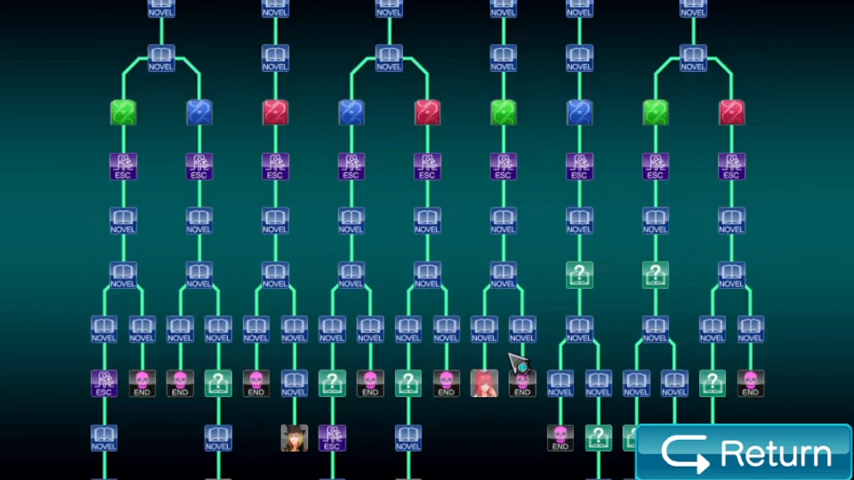 NOVEL NOVEL NOVEL NOVEL NOVEL NOVEL
NOVEL NOVEL NOVEL NOVEL NOVEL NOVEL
ESC ESC ESC ESC ESC ESC ESC ESC ESC
NOVEL NOVEL NOVEL NOVEL NOVEL NOVEL NOVEL NOVEL NOVEL
NOVEL NOVEL NOVEL NOVEL NOVEL NOVEL ? ? NOVEL
NOVEL NOVEL NOVEL NOVEL NOVEL NOVEL NOVEL NOVEL NOVEL NOVEL NOVEL NOVEL NOVEL NOVEL NOVEL NOVEL
ESC END END ? END NOVEL ? END ? END END NOVEL NOVEL NOVEL NOVEL ? END
NOVEL NOVEL ESC NOVEL END ? ?
Return